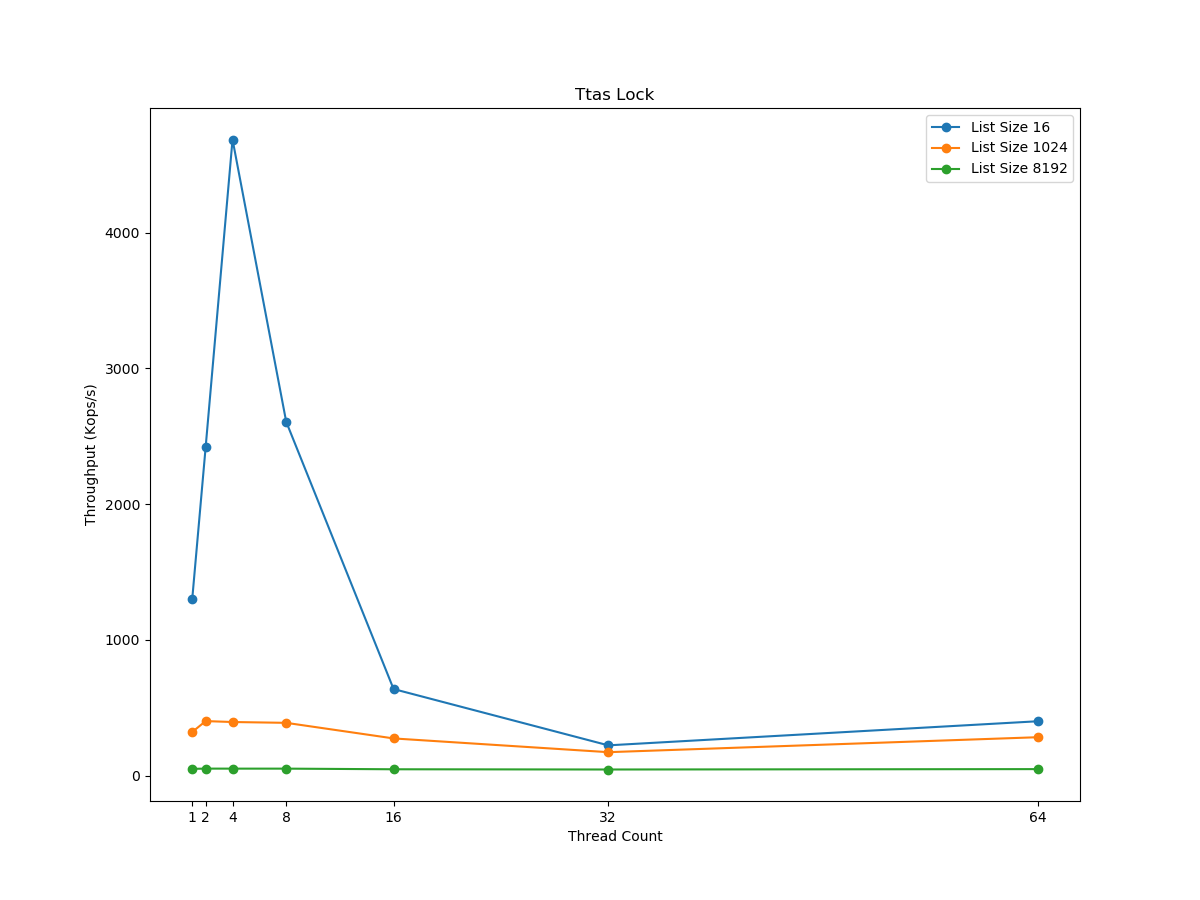 Ttas Lock
List Size 16
List Size 1024
List Size 8192
Throughput (Kops/s)
4000
3000
2000
1000
0
1 2 4 8 16 32 64
Thread Count